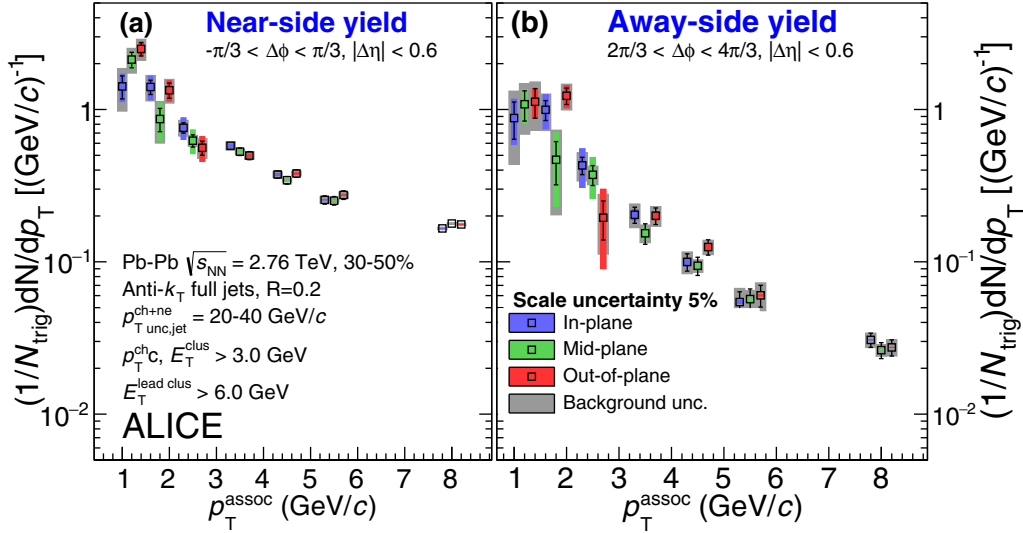 (a) Near-side yield
-π/3 < Δϕ < π/3, |Δη| < 0.6
(1/N_trig)dN/dp_T [(GeV/c)^-1]
1
10^-1
10^-2
Pb-Pb √s_NN = 2.76 TeV, 30-50%
Anti-k_T full jets, R=0.2
p_T unc,jet^ch+ne = 20-40 GeV/c
p_T^ch c, E_T^clus > 3.0 GeV
E_T^lead clus > 6.0 GeV
ALICE
1 2 3 4 5 6 7 8
p_T^assoc (GeV/c)
(b) Away-side yield
2π/3 < Δϕ < 4π/3, |Δη| < 0.6
Scale uncertainty 5%
In-plane
Mid-plane
Out-of-plane
Background unc.
1 2 3 4 5 6 7 8
p_T^assoc (GeV/c)
1
10^-1
10^-2
(1/N_trig)dN/dp_T [(GeV/c)^-1]